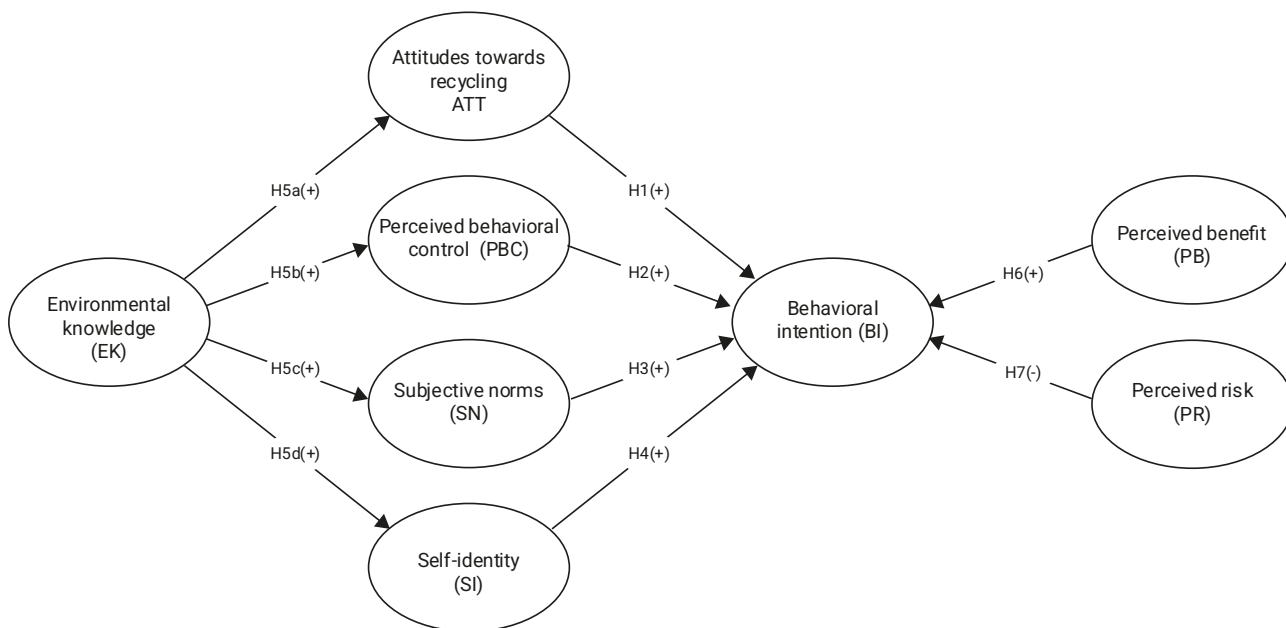 Attitudes towards
recycling
ATT
H5a(+)
H1(+)
Perceived behavioral
control (PBC)
Perceived benefit
(PB)
H5b(+)
H2(+)
H6(+)
Environmental
knowledge
(EK)
Behavioral
intention (BI)
H5c(+)
H3(+)
H7(-)
Subjective norms
(SN)
Perceived risk
(PR)
H5d(+)
H4(+)
Self-identity
(SI)